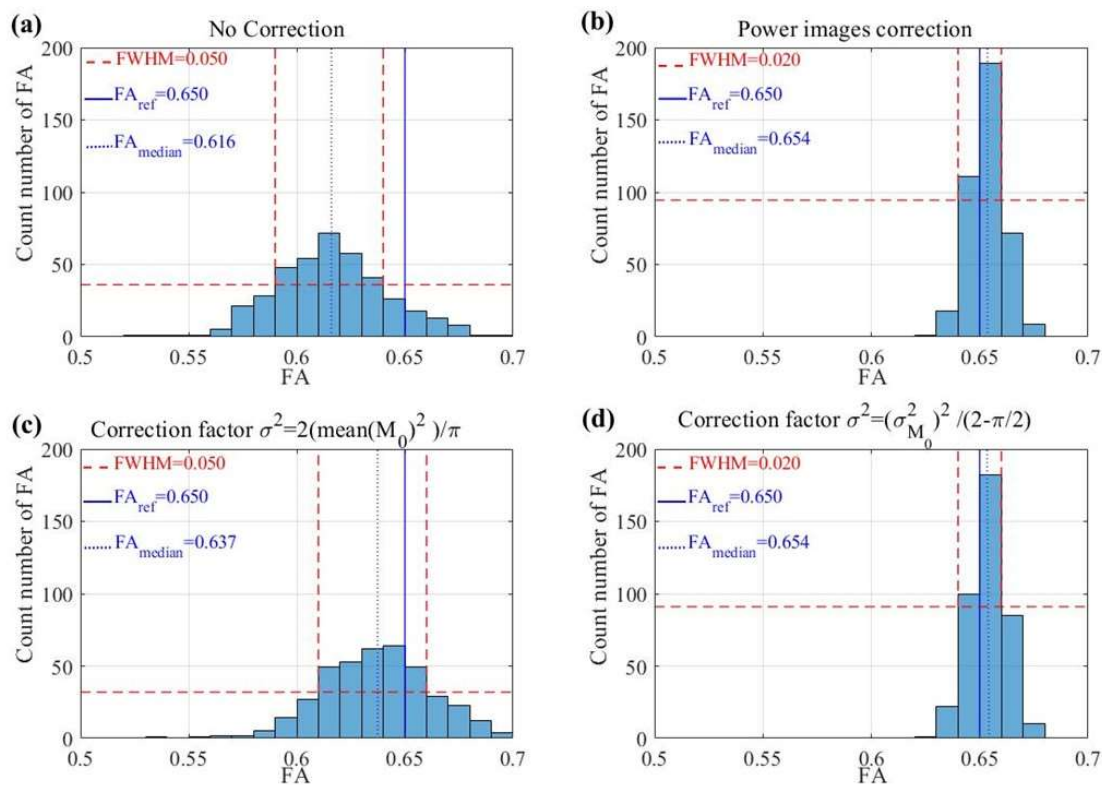 (a)
No Correction
Count number of FA
200
150
100
50
0
FWHM=0.050
FA_ref=0.650
FA_median=0.616
0.5 0.55 0.6 0.65 0.7
FA
(b)
Power images correction
Count number of FA
200
150
100
50
0
FWHM=0.020
FA_ref=0.650
FA_median=0.654
0.5 0.55 0.6 0.65 0.7
FA
(c)
Correction factor σ²=2(mean(M₀)² )/π
Count number of FA
200
150
100
50
0
FWHM=0.050
FA_ref=0.650
FA_median=0.637
0.5 0.55 0.6 0.65 0.7
FA
(d)
Correction factor σ²=(σ²_M₀)² /(2-π/2)
Count number of FA
200
150
100
50
0
FWHM=0.020
FA_ref=0.650
FA_median=0.654
0.5 0.55 0.6 0.65 0.7
FA